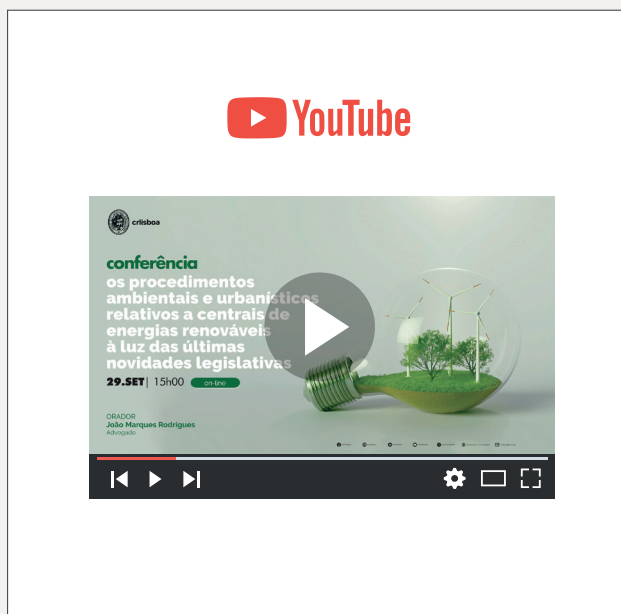 YouTube
crlisboa
conferência
os procedimentos
ambientais e urbanísticos
relativos a centrais de
energias renováveis
à luz das últimas
novidades legislativas
29.SET | 15h00 on-line
ORADOR
João Marques Rodrigues
Advogado